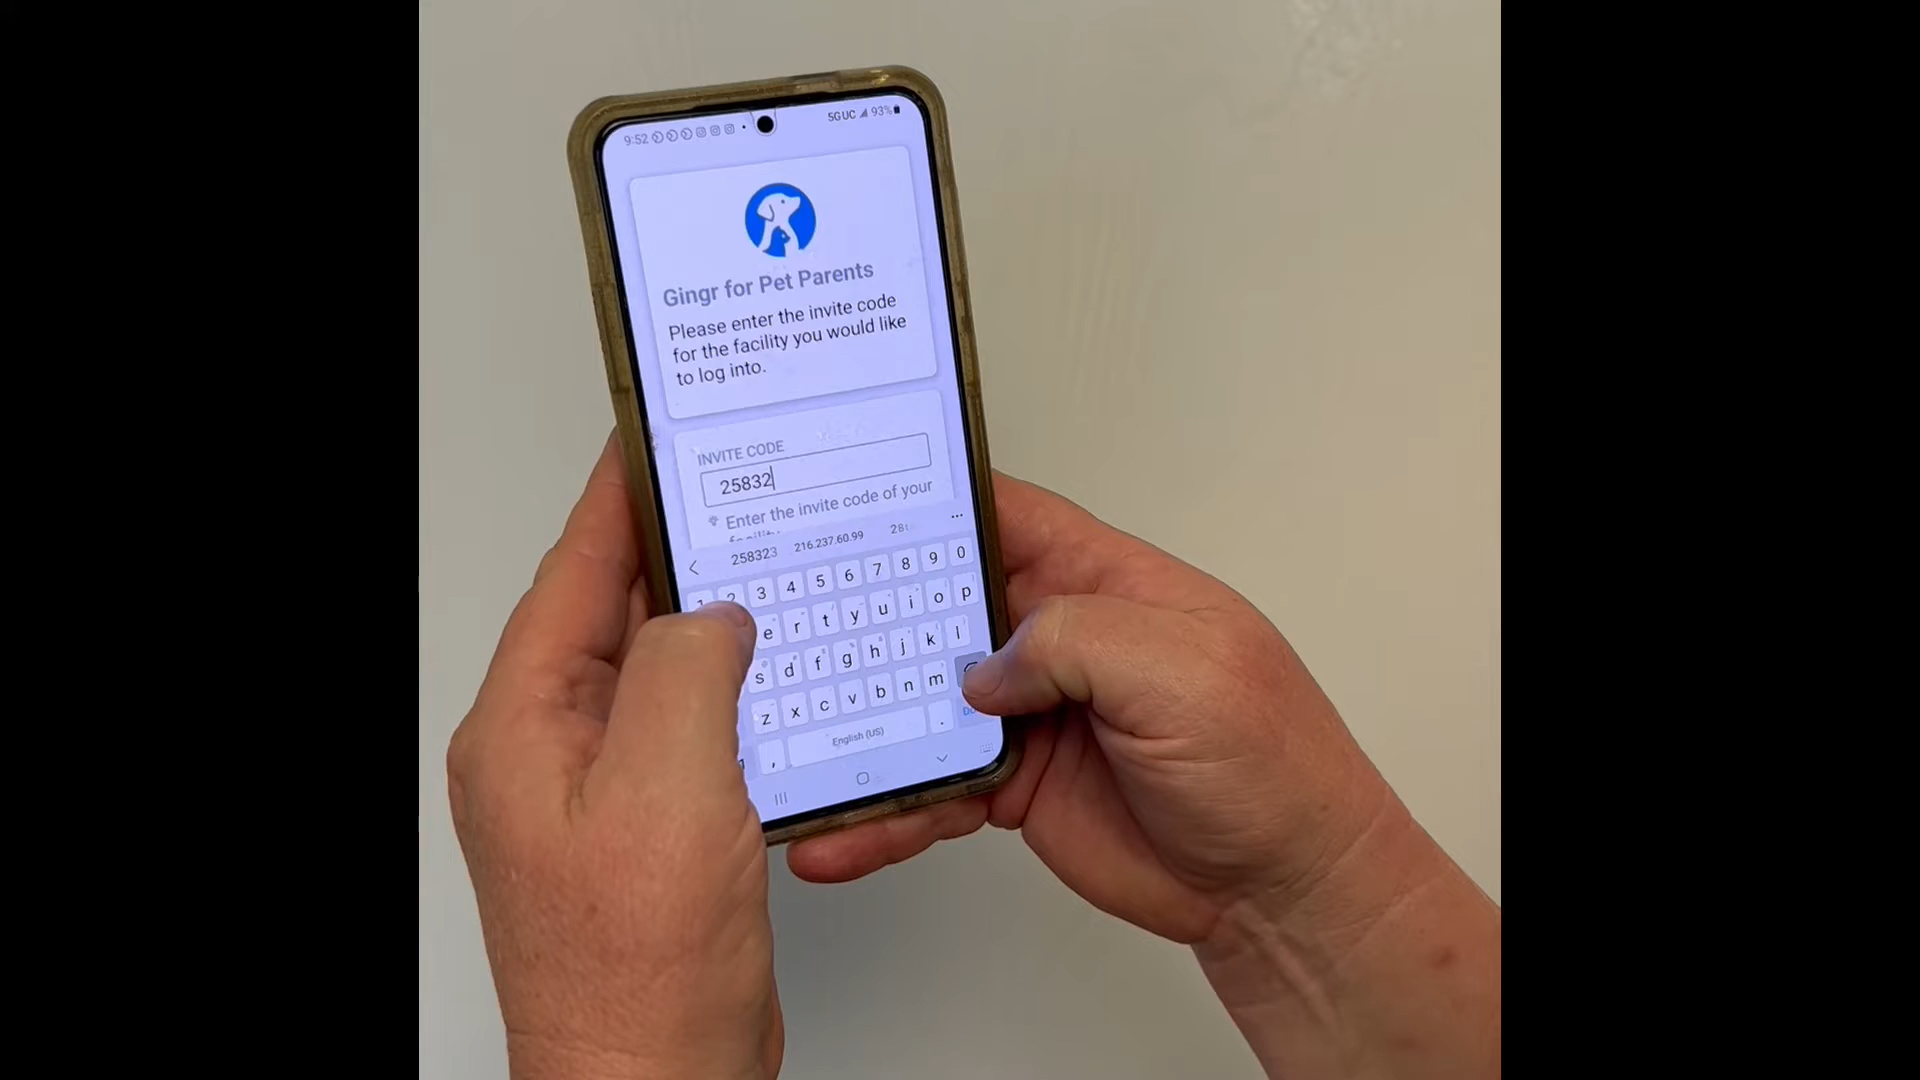 9:52 5G UC 93%
Gingr for Pet Parents
Please enter the invite code
for the facility you would like
to log into.
INVITE CODE
25832
Enter the invite code of your
258323 216.237.60.99
1 2 3 4 5 6 7 8 9 0
e r t y u i o p
s d f g h j k l
z x c v b n m
, English (US) .